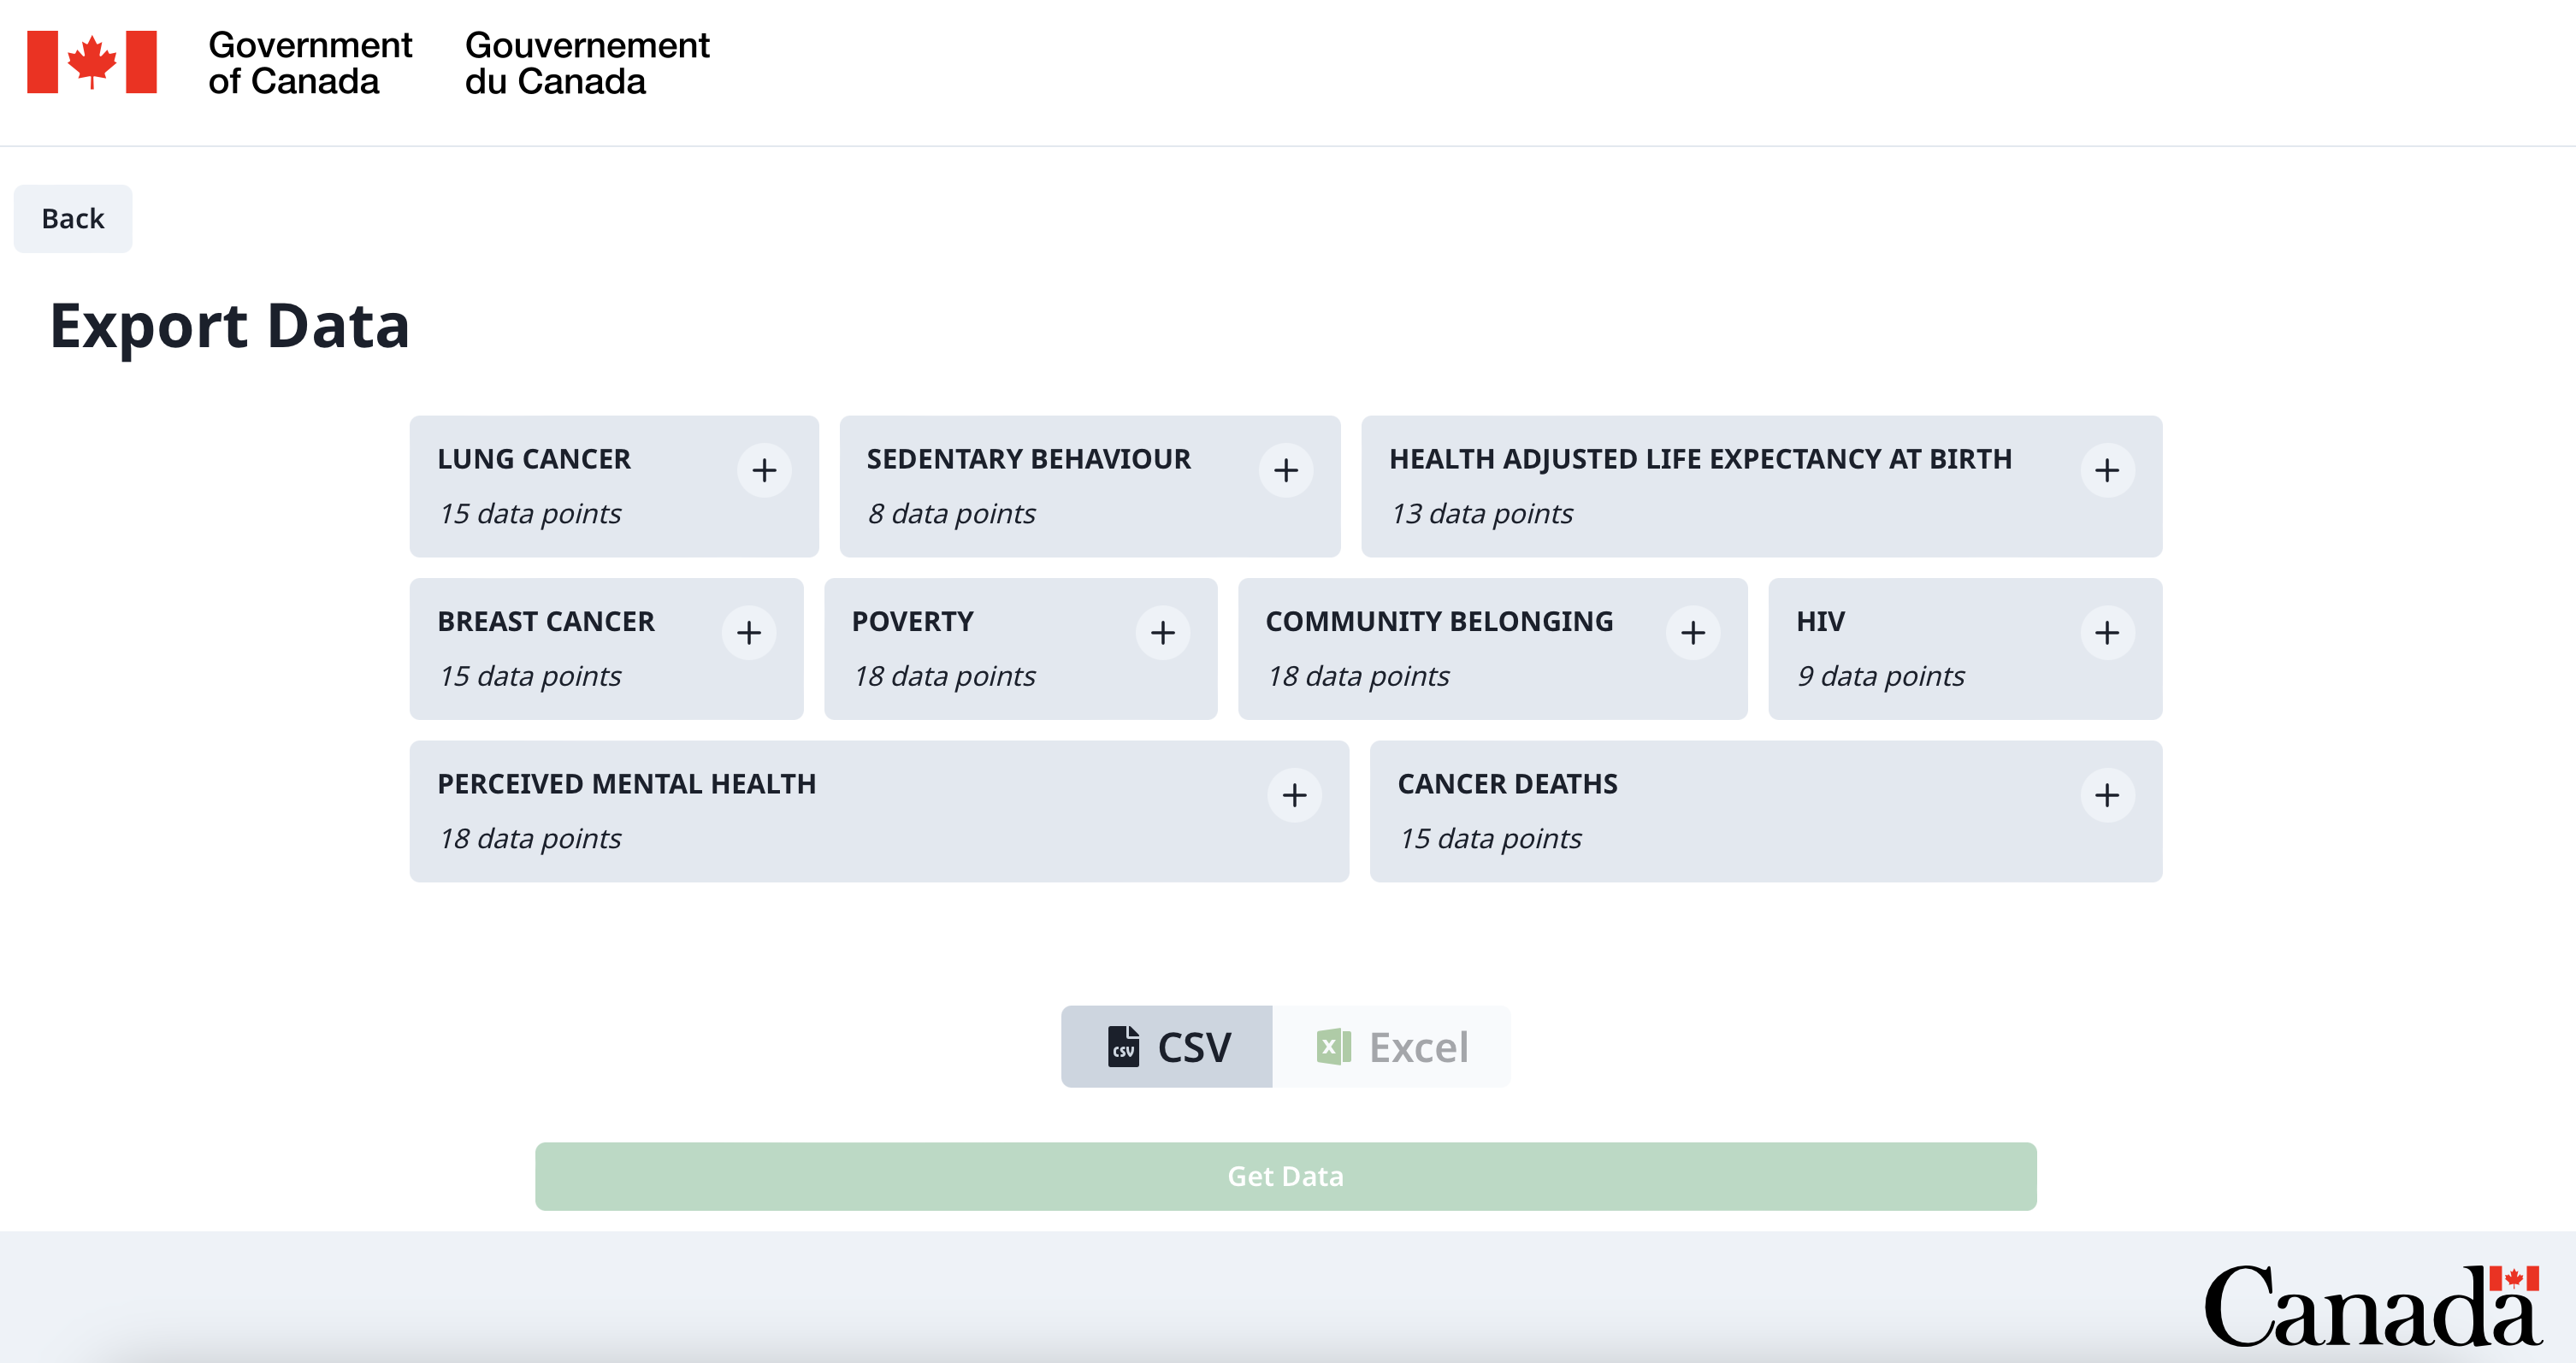 Government
of Canada
Gouvernement
du Canada
Back
Export Data
LUNG CANCER
15 data points
SEDENTARY BEHAVIOUR
8 data points
HEALTH ADJUSTED LIFE EXPECTANCY AT BIRTH
13 data points
BREAST CANCER
15 data points
POVERTY
18 data points
COMMUNITY BELONGING
18 data points
HIV
9 data points
PERCEIVED MENTAL HEALTH
18 data points
CANCER DEATHS
15 data points
CSV
CSV
X
Excel
Get Data
Canada